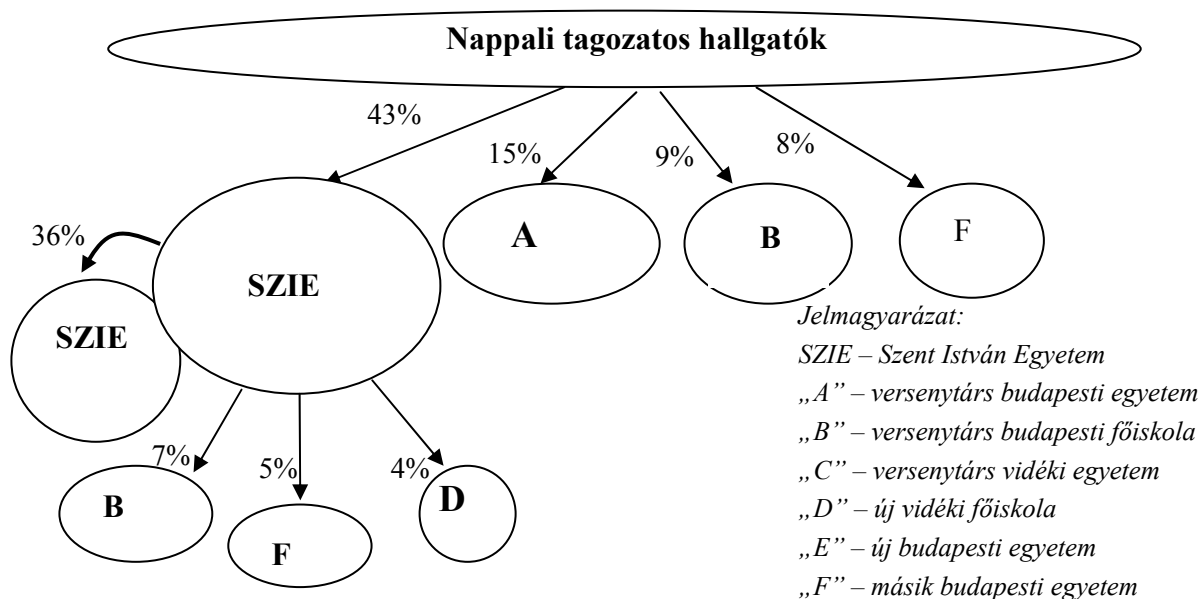 Nappali tagozatos hallgatók
43%
15%
9%
8%
36%
SZIE
A
B
F
SZIE
7%
5%
4%
B
F
D
Jelmagyarázat:
SZIE – Szent István Egyetem
„A” – versenytárs budapesti egyetem
„B” – versenytárs budapesti főiskola
„C” – versenytárs vidéki egyetem
„D” – új vidéki főiskola
„E” – új budapesti egyetem
„F” – másik budapesti egyetem